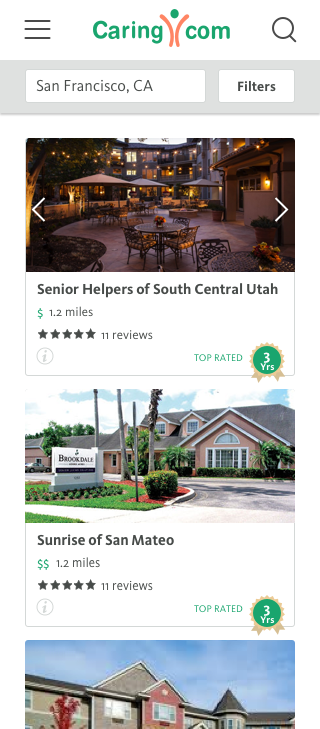 Caring.com
San Francisco, CA
Filters
Senior Helpers of South Central Utah
$ 1.2 miles
11 reviews
i
TOP RATED
3
Yrs
BROOKDALE
Sunrise of San Mateo
$$ 1.2 miles
11 reviews
i
TOP RATED
3
Yrs